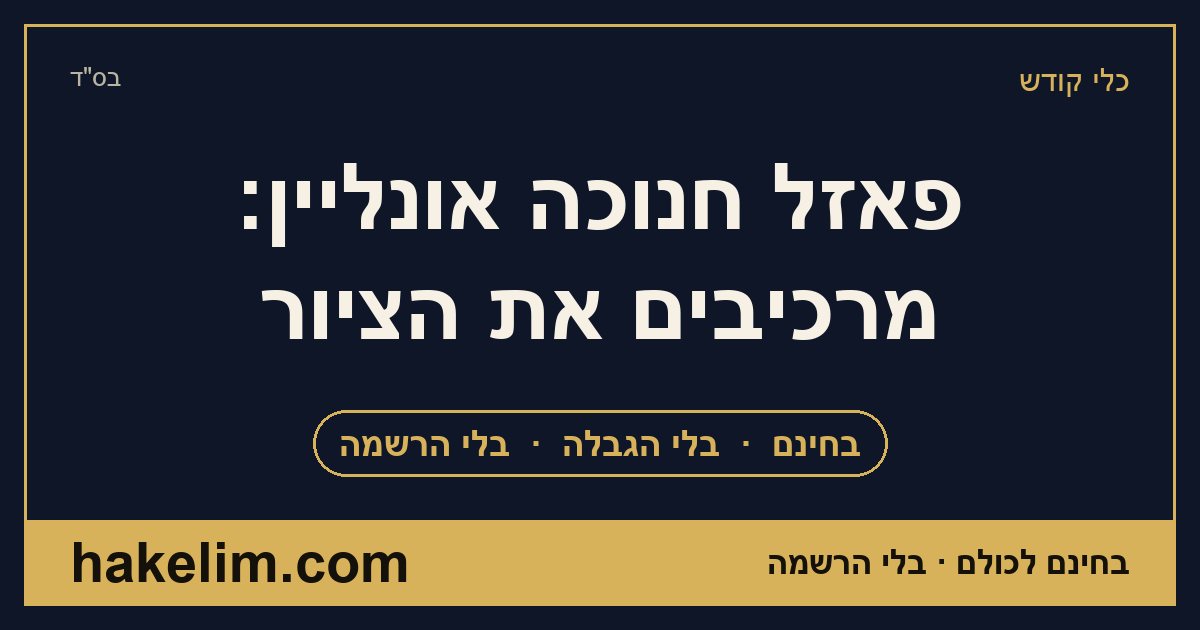 כלי קודש
בס"ד
פאזל חנוכה אונליין:
מרכיבים את הציור
בחינם · בלי הגבלה · בלי הרשמה
בחינם לכולם · בלי הרשמה
hakelim.com